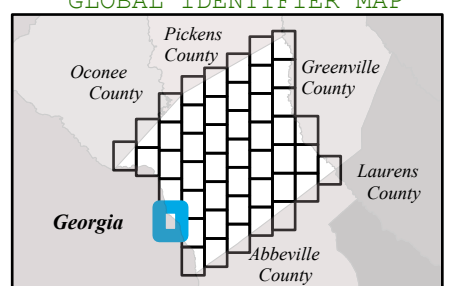 GLOBAL IDENTIFIER MAP
Pickens
County
Oconee
County
Greenville
County
Laurens
County
Georgia
Abbeville
County